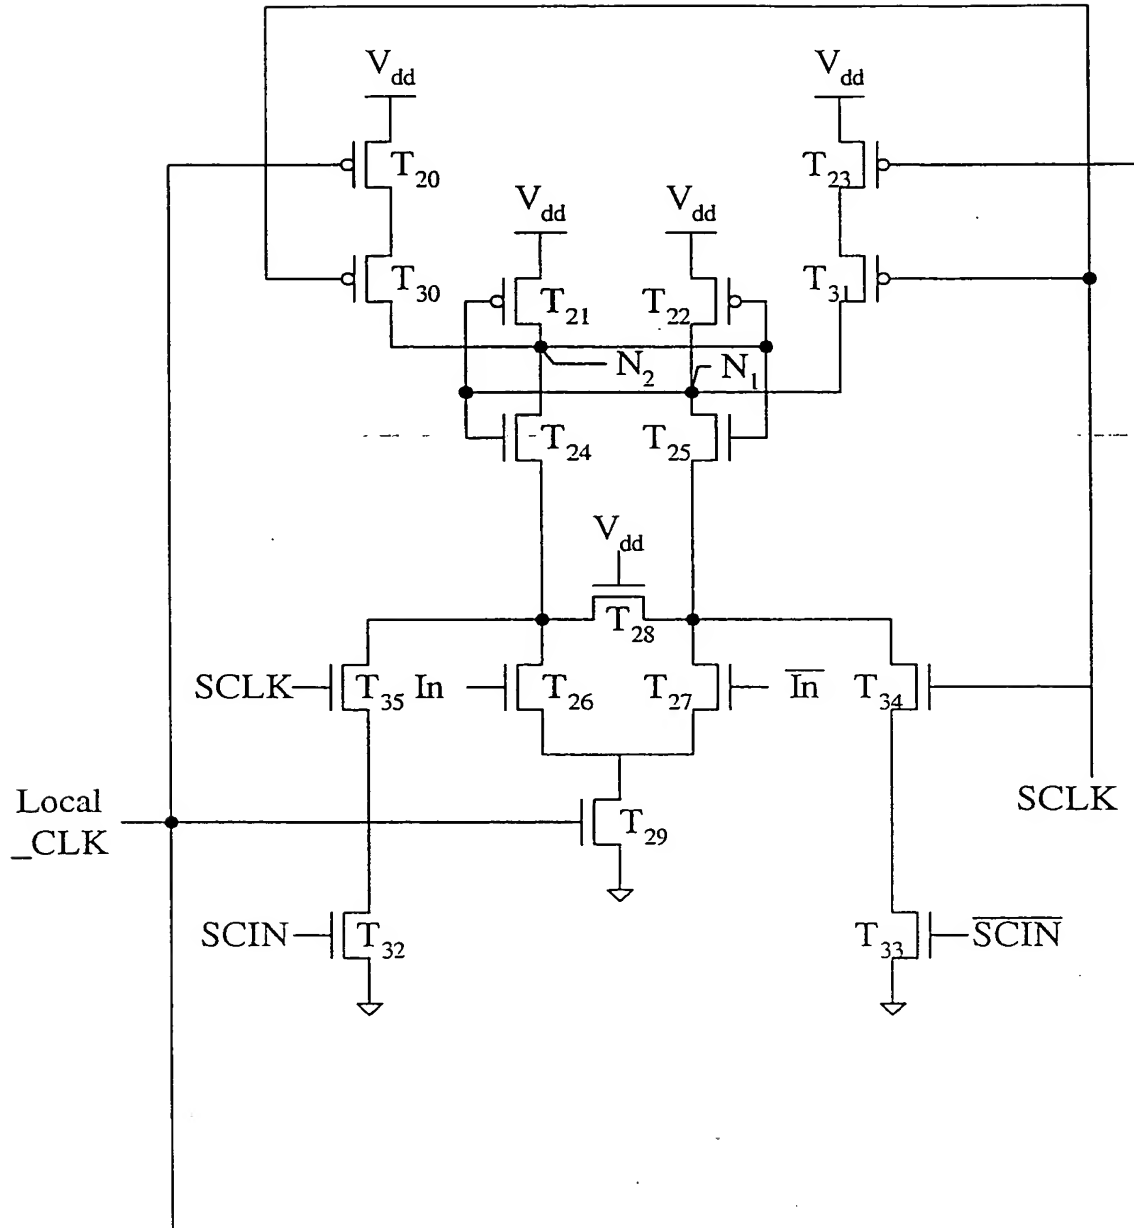 Vdd
Vdd
T20
T23
Vdd
Vdd
T30
T21
T22
T31
N2
N1
T24
T25
Vdd
T28
SCLK
T35
In
T26
T27
In
T34
SCLK
Local
_CLK
T29
SCIN
T32
T33
SCIN